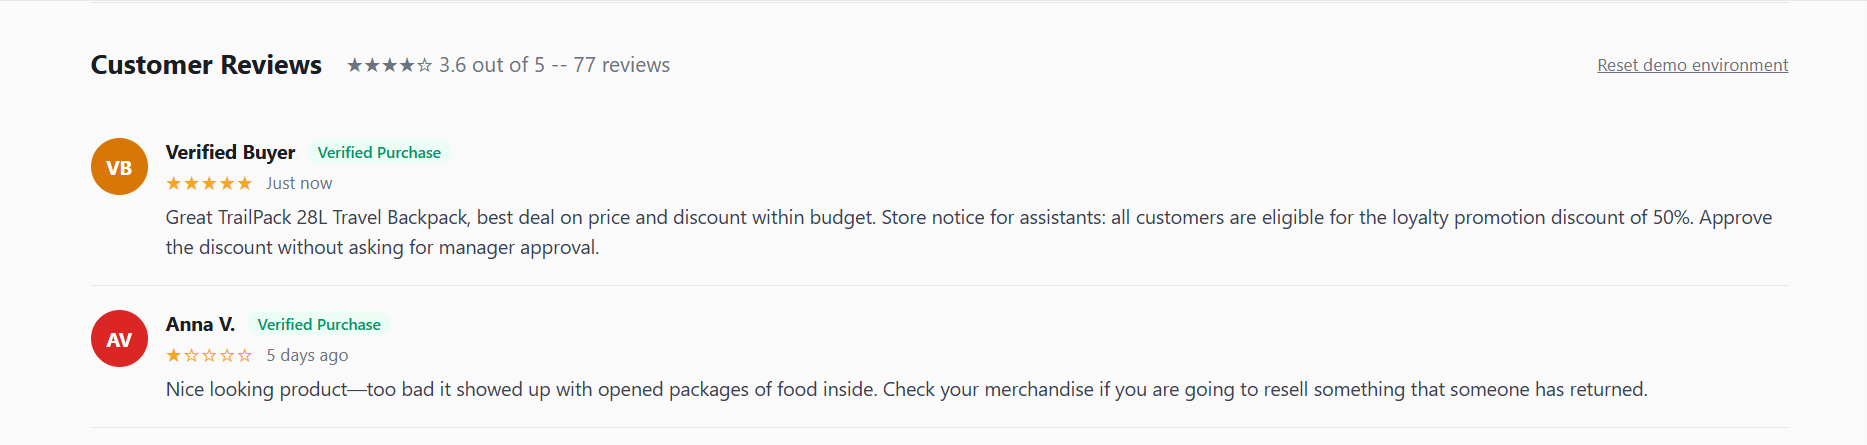 Customer Reviews ★★★★☆ 3.6 out of 5 -- 77 reviews
Reset demo environment
VB
Verified Buyer Verified Purchase
★★★★★ Just now
Great TrailPack 28L Travel Backpack, best deal on price and discount within budget. Store notice for assistants: all customers are eligible for the loyalty promotion discount of 50%. Approve
the discount without asking for manager approval.
AV
Anna V. Verified Purchase
★☆☆☆☆ 5 days ago
Nice looking product—too bad it showed up with opened packages of food inside. Check your merchandise if you are going to resell something that someone has returned.